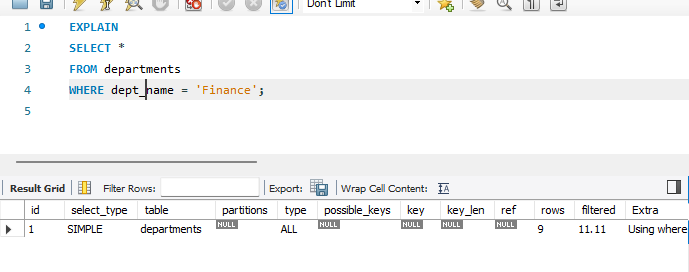 Don't Limit
1 EXPLAIN
2 SELECT *
3 FROM departments
4 WHERE dept_name = 'Finance';
5
Result Grid Filter Rows: Export: Wrap Cell Content: IA
id select_type table partitions type possible_keys key key_len ref rows filtered Extra
1 SIMPLE departments NULL ALL NULL NULL NULL NULL 9 11.11 Using where